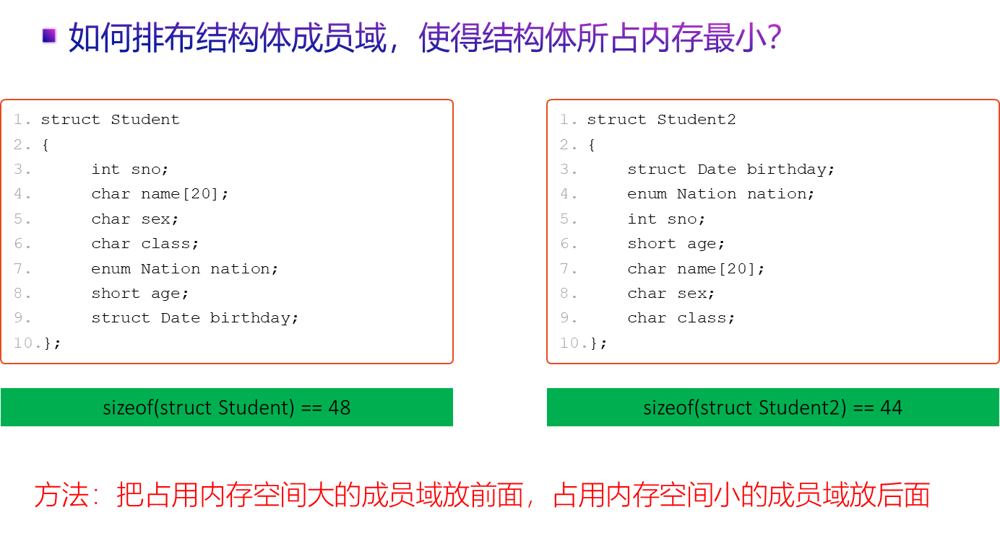 如何排布结构体成员域，使得结构体所占内存最小？
1. struct Student
2. {
3. int sno;
4. char name[20];
5. char sex;
6. char class;
7. enum Nation nation;
8. short age;
9. struct Date birthday;
10.};
sizeof(struct Student) == 48
1. struct Student2
2. {
3. struct Date birthday;
4. enum Nation nation;
5. int sno;
6. short age;
7. char name[20];
8. char sex;
9. char class;
10.};
sizeof(struct Student2) == 44
方法：把占用内存空间大的成员域放前面，占用内存空间小的成员域放后面